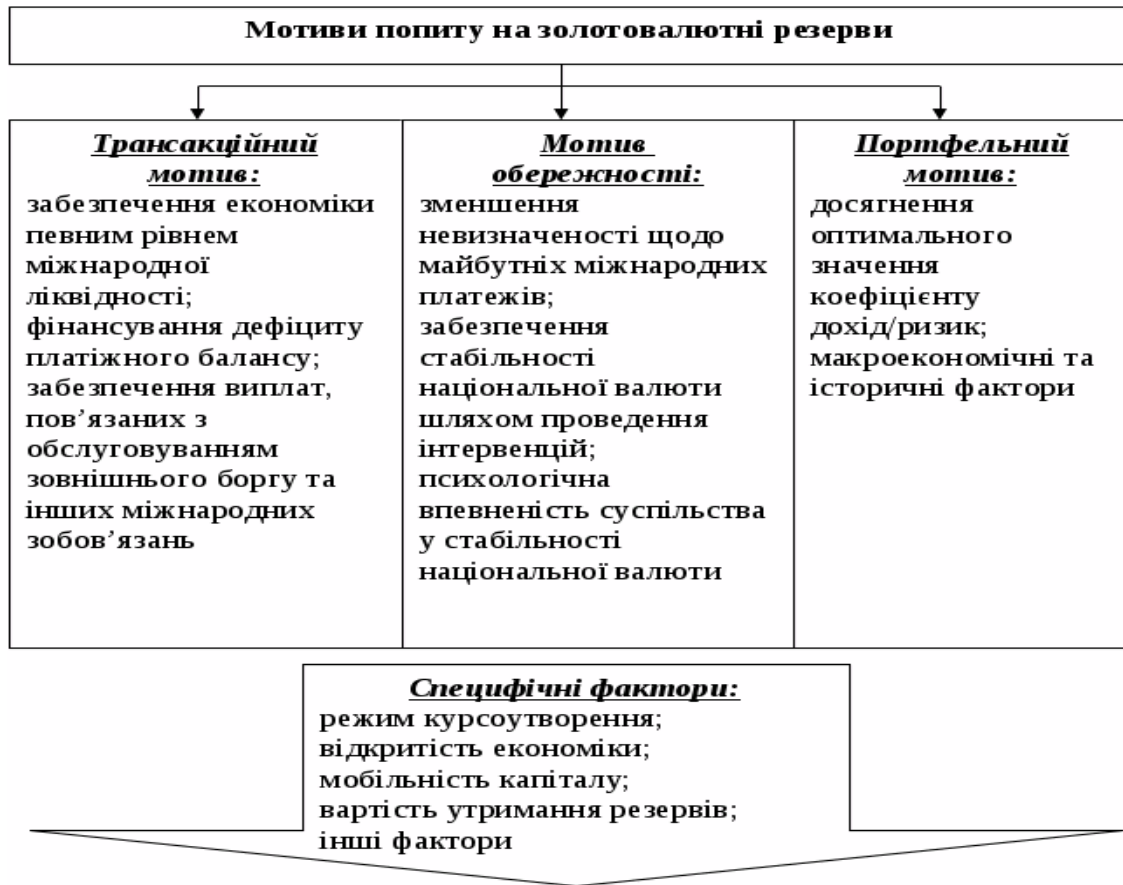 Мотиви попиту на золотовалютні резерви
Трансакційний
мотив:
забезпечення економіки
певним рівнем
міжнародної
ліквідності;
фінансування дефіциту
платіжного балансу;
забезпечення виплат,
пов’язаних з
обслуговуванням
зовнішнього боргу та
інших міжнародних
зобов’язань
Мотив
обережності:
зменшення
невизначеності щодо
майбутніх міжнародних
платежів;
забезпечення
стабільності
національної валюти
шляхом проведення
інтервенцій;
психологічна
впевненість суспільства
у стабільності
національної валюти
Портфельний
мотив:
досягнення
оптимального
значення
коефіцієнту
дохід/ризик;
макроекономічні та
історичні фактори
Специфічні фактори:
режим курсоутворення;
відкритість економіки;
мобільність капіталу;
вартість утримання резервів;
інші фактори